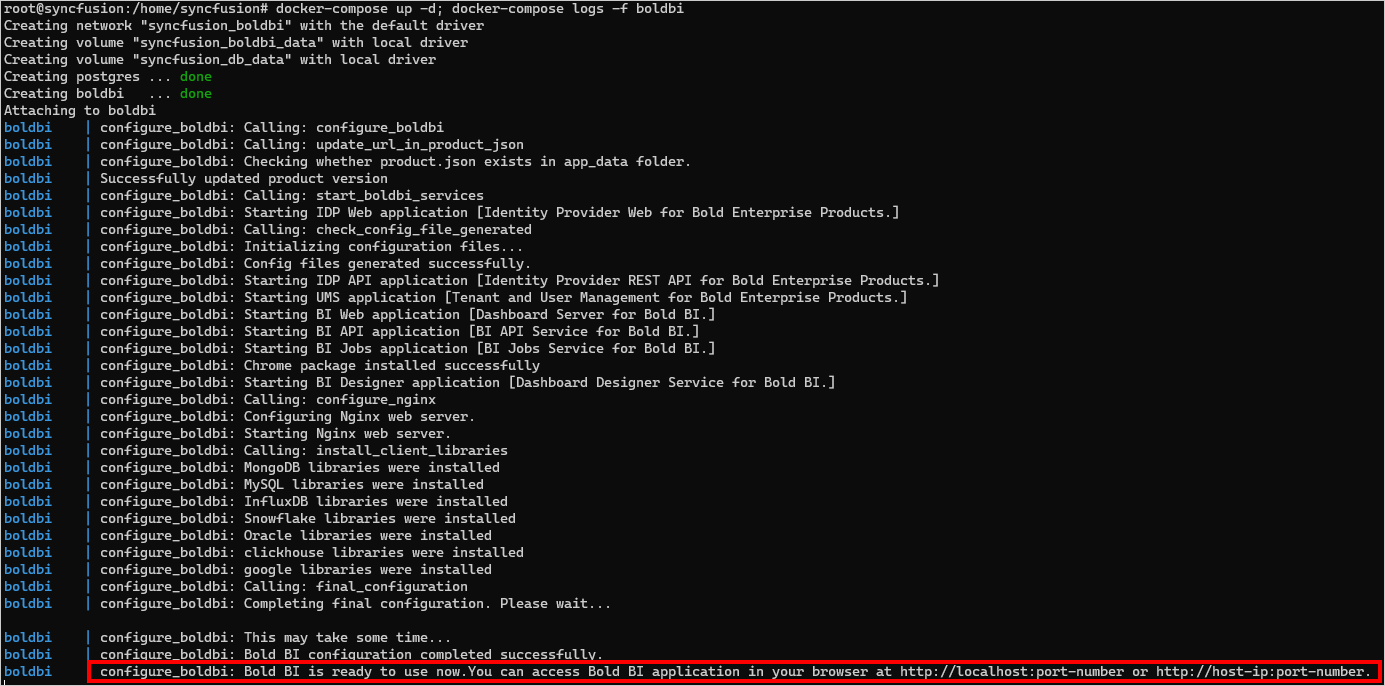 root@syncfusion:/home/syncfusion# docker-compose up -d; docker-compose logs -f boldbi
Creating network "syncfusion_boldbi" with the default driver
Creating volume "syncfusion_boldbi_data" with local driver
Creating volume "syncfusion_db_data" with local driver
Creating postgres ... done
Creating boldbi   ... done
Attaching to boldbi
boldbi    | configure_boldbi: Calling: configure_boldbi
boldbi    | configure_boldbi: Calling: update_url_in_product_json
boldbi    | configure_boldbi: Checking whether product.json exists in app_data folder.
boldbi    | Successfully updated product version
boldbi    | configure_boldbi: Calling: start_boldbi_services
boldbi    | configure_boldbi: Starting IDP Web application [Identity Provider Web for Bold Enterprise Products.]
boldbi    | configure_boldbi: Calling: check_config_file_generated
boldbi    | configure_boldbi: Initializing configuration files...
boldbi    | configure_boldbi: Config files generated successfully.
boldbi    | configure_boldbi: Starting IDP API application [Identity Provider REST API for Bold Enterprise Products.]
boldbi    | configure_boldbi: Starting UMS application [Tenant and User Management for Bold Enterprise Products.]
boldbi    | configure_boldbi: Starting BI Web application [Dashboard Server for Bold BI.]
boldbi    | configure_boldbi: Starting BI API application [BI API Service for Bold BI.]
boldbi    | configure_boldbi: Starting BI Jobs application [BI Jobs Service for Bold BI.]
boldbi    | configure_boldbi: Chrome package installed successfully
boldbi    | configure_boldbi: Starting BI Designer application [Dashboard Designer Service for Bold BI.]
boldbi    | configure_boldbi: Calling: configure_nginx
boldbi    | configure_boldbi: Configuring Nginx web server.
boldbi    | configure_boldbi: Starting Nginx web server.
boldbi    | configure_boldbi: Calling: install_client_libraries
boldbi    | configure_boldbi: MongoDB libraries were installed
boldbi    | configure_boldbi: MySQL libraries were installed
boldbi    | configure_boldbi: InfluxDB libraries were installed
boldbi    | configure_boldbi: Snowflake libraries were installed
boldbi    | configure_boldbi: Oracle libraries were installed
boldbi    | configure_boldbi: clickhouse libraries were installed
boldbi    | configure_boldbi: google libraries were installed
boldbi    | configure_boldbi: Calling: final_configuration
boldbi    | configure_boldbi: Completing final configuration. Please wait...
boldbi    | configure_boldbi: This may take some time...
boldbi    | configure_boldbi: Bold BI configuration completed successfully.
boldbi    | configure_boldbi: Bold BI is ready to use now.You can access Bold BI application in your browser at http://localhost:port-number or http://host-ip:port-number.